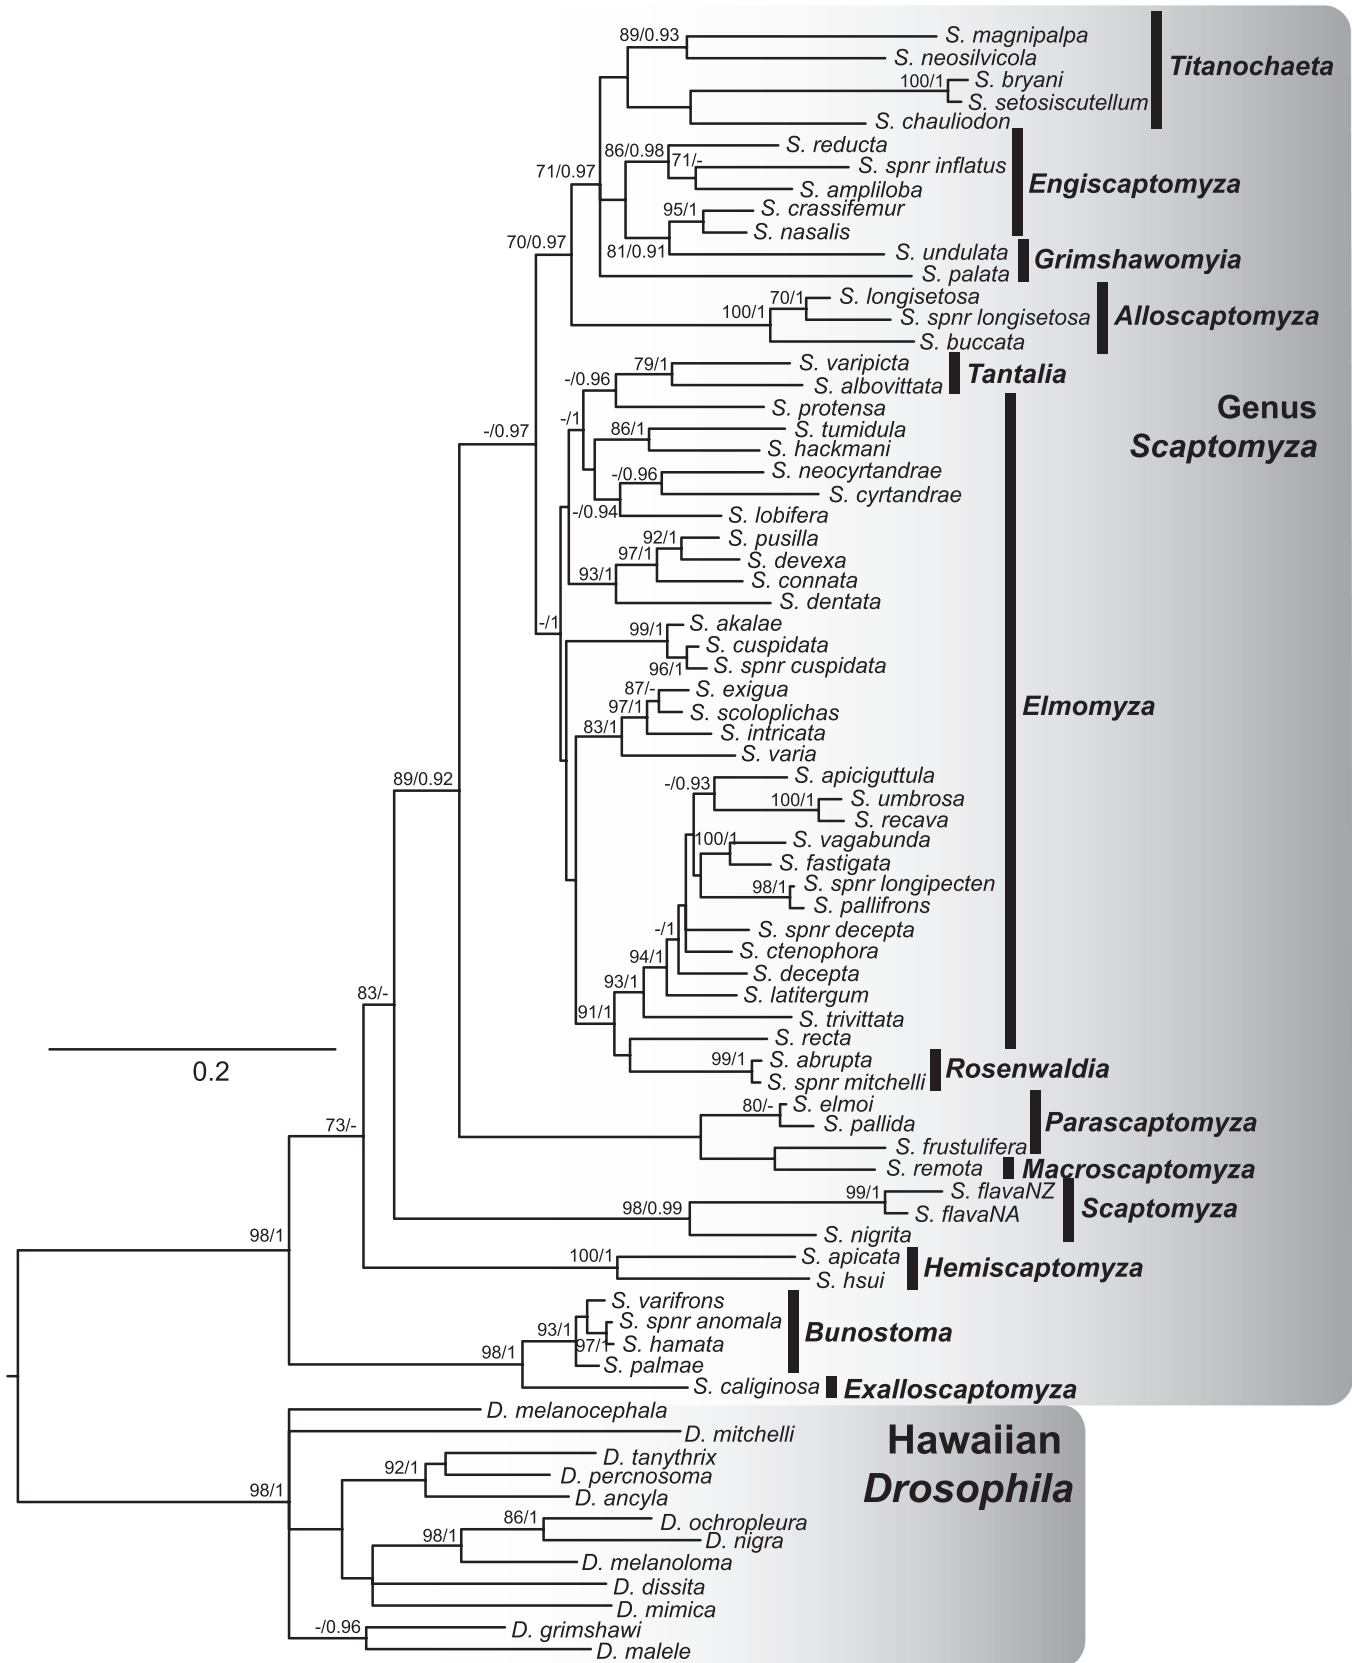 89/0.93
S. magnipalpa
S. neosilvicola
Titanochaeta
100/1
S. bryani
S. setosiscutellum
S. chauliodon
S. reducta
86/0.98
71/-
S. spnr inflatus
71/0.97
Engiscaptomyza
S. ampliloba
95/1
S. crassifemur
S. nasalis
70/0.97
81/0.91
S. undulata
Grimshawomyia
S. palata
70/1
S. longisetosa
100/1
S. spnr longisetosa
Alloscaptomyza
S. buccata
79/1
S. varipicta
-/0.96
Tantalia
S. albovittata
S. protensa
Genus
Scaptomyza
-/1
86/1
S. tumidula
-/0.97
S. hackmani
-/0.96
S. neocyrtandrae
S. cyrtandrae
-/0.94
S. lobifera
92/1
S. pusilla
97/1
S. devexa
93/1
S. connata
S. dentata
-/1
99/1
S. akalae
S. cuspidata
96/1
S. spnr cuspidata
87/-
S. exigua
97/1
S. scoloplichas
Elmomyza
83/1
S. intricata
S. varia
89/0.92
-/0.93
S. apiciguttula
100/1
S. umbrosa
S. recava
100/1
S. vagabunda
S. fastigata
98/1
S. spnr longipecten
S. pallifrons
-/1
S. spnr decepta
S. ctenophora
94/1
S. decepta
93/1
S. latitergum
83/-
91/1
S. trivittata
S. recta
0.2
99/1
S. abrupta
Rosenwaldia
S. spnr mitchelli
80/-
S. elmoi
S. pallida
Parascaptomyza
73/-
S. frustulifera
S. remota
Macroscaptomyza
99/1
S. flavaNZ
98/0.99
S. flavaNA
Scaptomyza
98/1
S. nigrita
100/1
S. apicata
Hemiscaptomyza
S. hsui
S. varifrons
93/1
S. spnr anomala
Bunostoma
97/1
S. hamata
98/1
S. palmae
S. caliginosa
Exalloscaptomyza
D. melanocephala
D. mitchelli
Hawaiian
Drosophila
D. tanythrix
92/1
D. percnosoma
98/1
D. ancyla
86/1
D. ochropleura
98/1
D. nigra
D. melanoloma
D. dissita
D. mimica
-/0.96
D. grimshawi
D. malele